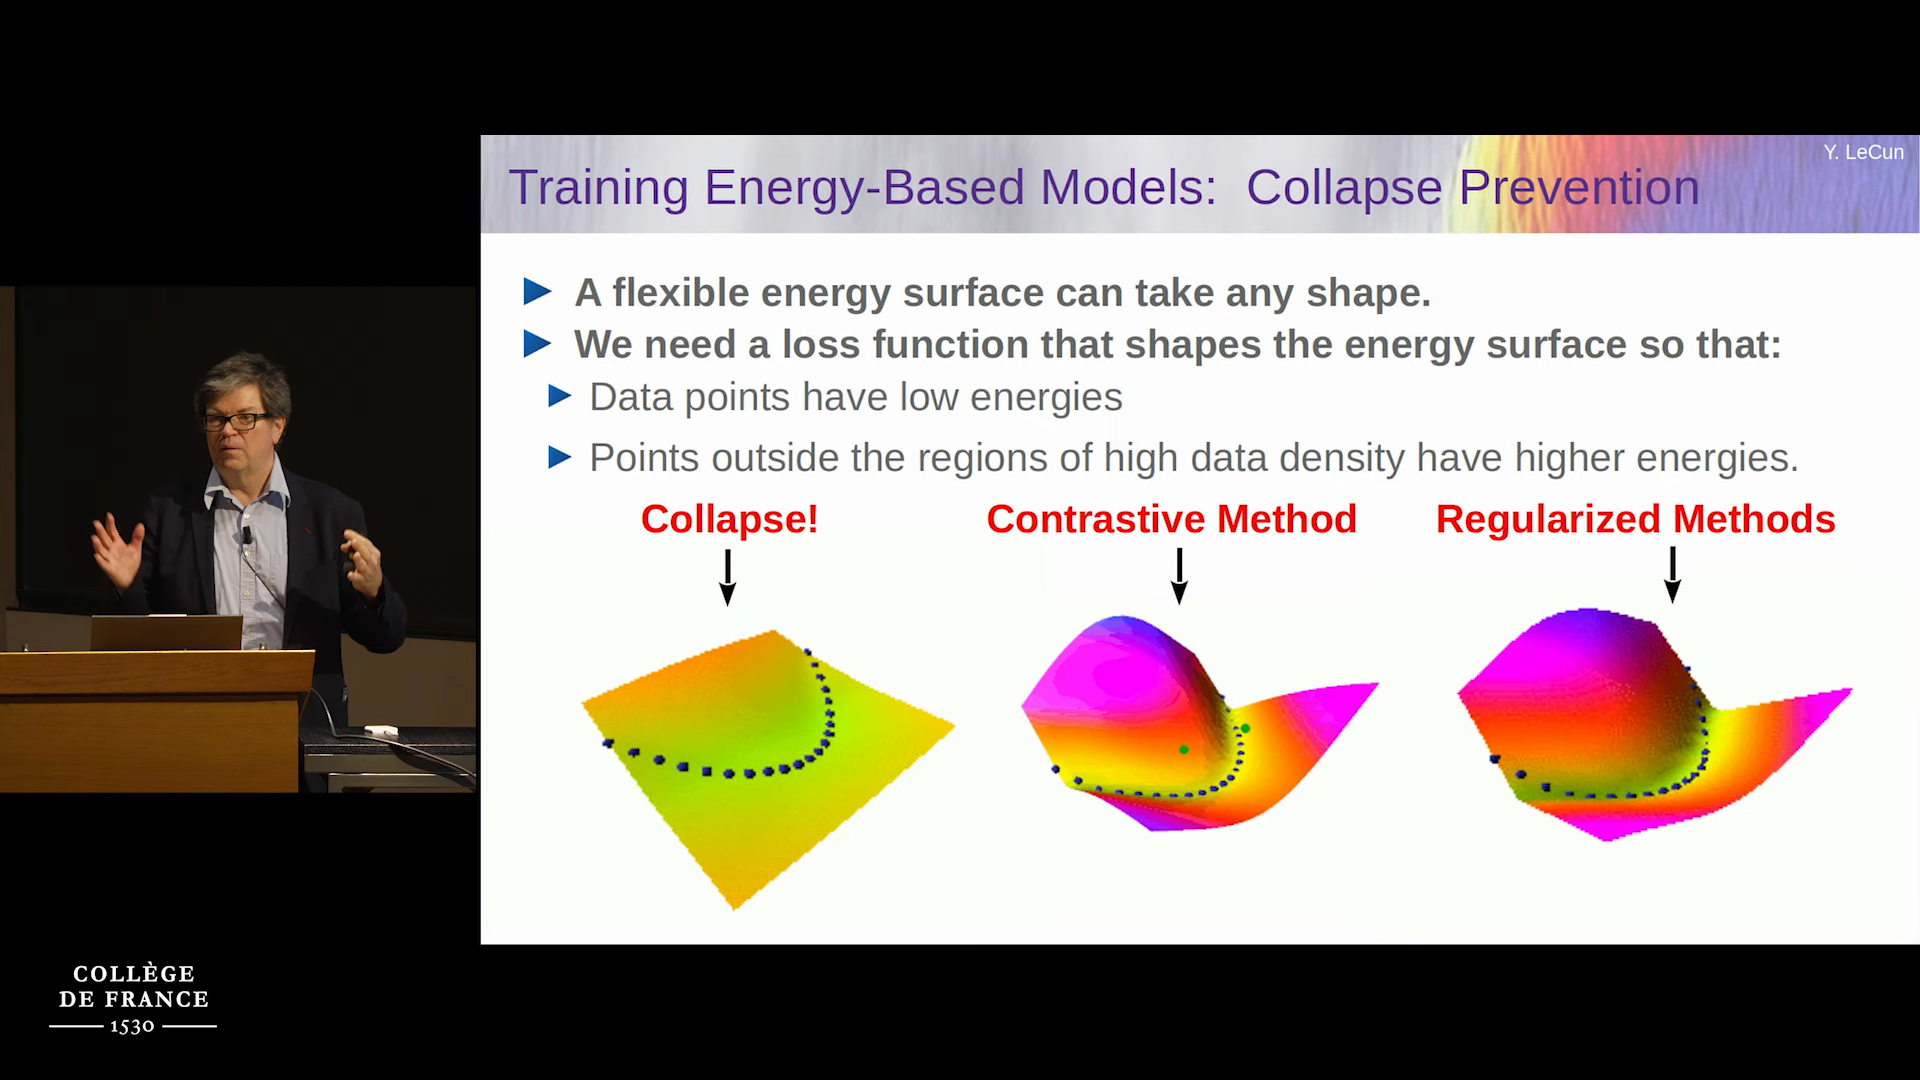 Y. LeCun
Training Energy-Based Models: Collapse Prevention
A flexible energy surface can take any shape.
We need a loss function that shapes the energy surface so that:
Data points have low energies
Points outside the regions of high data density have higher energies.
Collapse!
Contrastive Method
Regularized Methods
COLLÈGE
DE FRANCE
1530